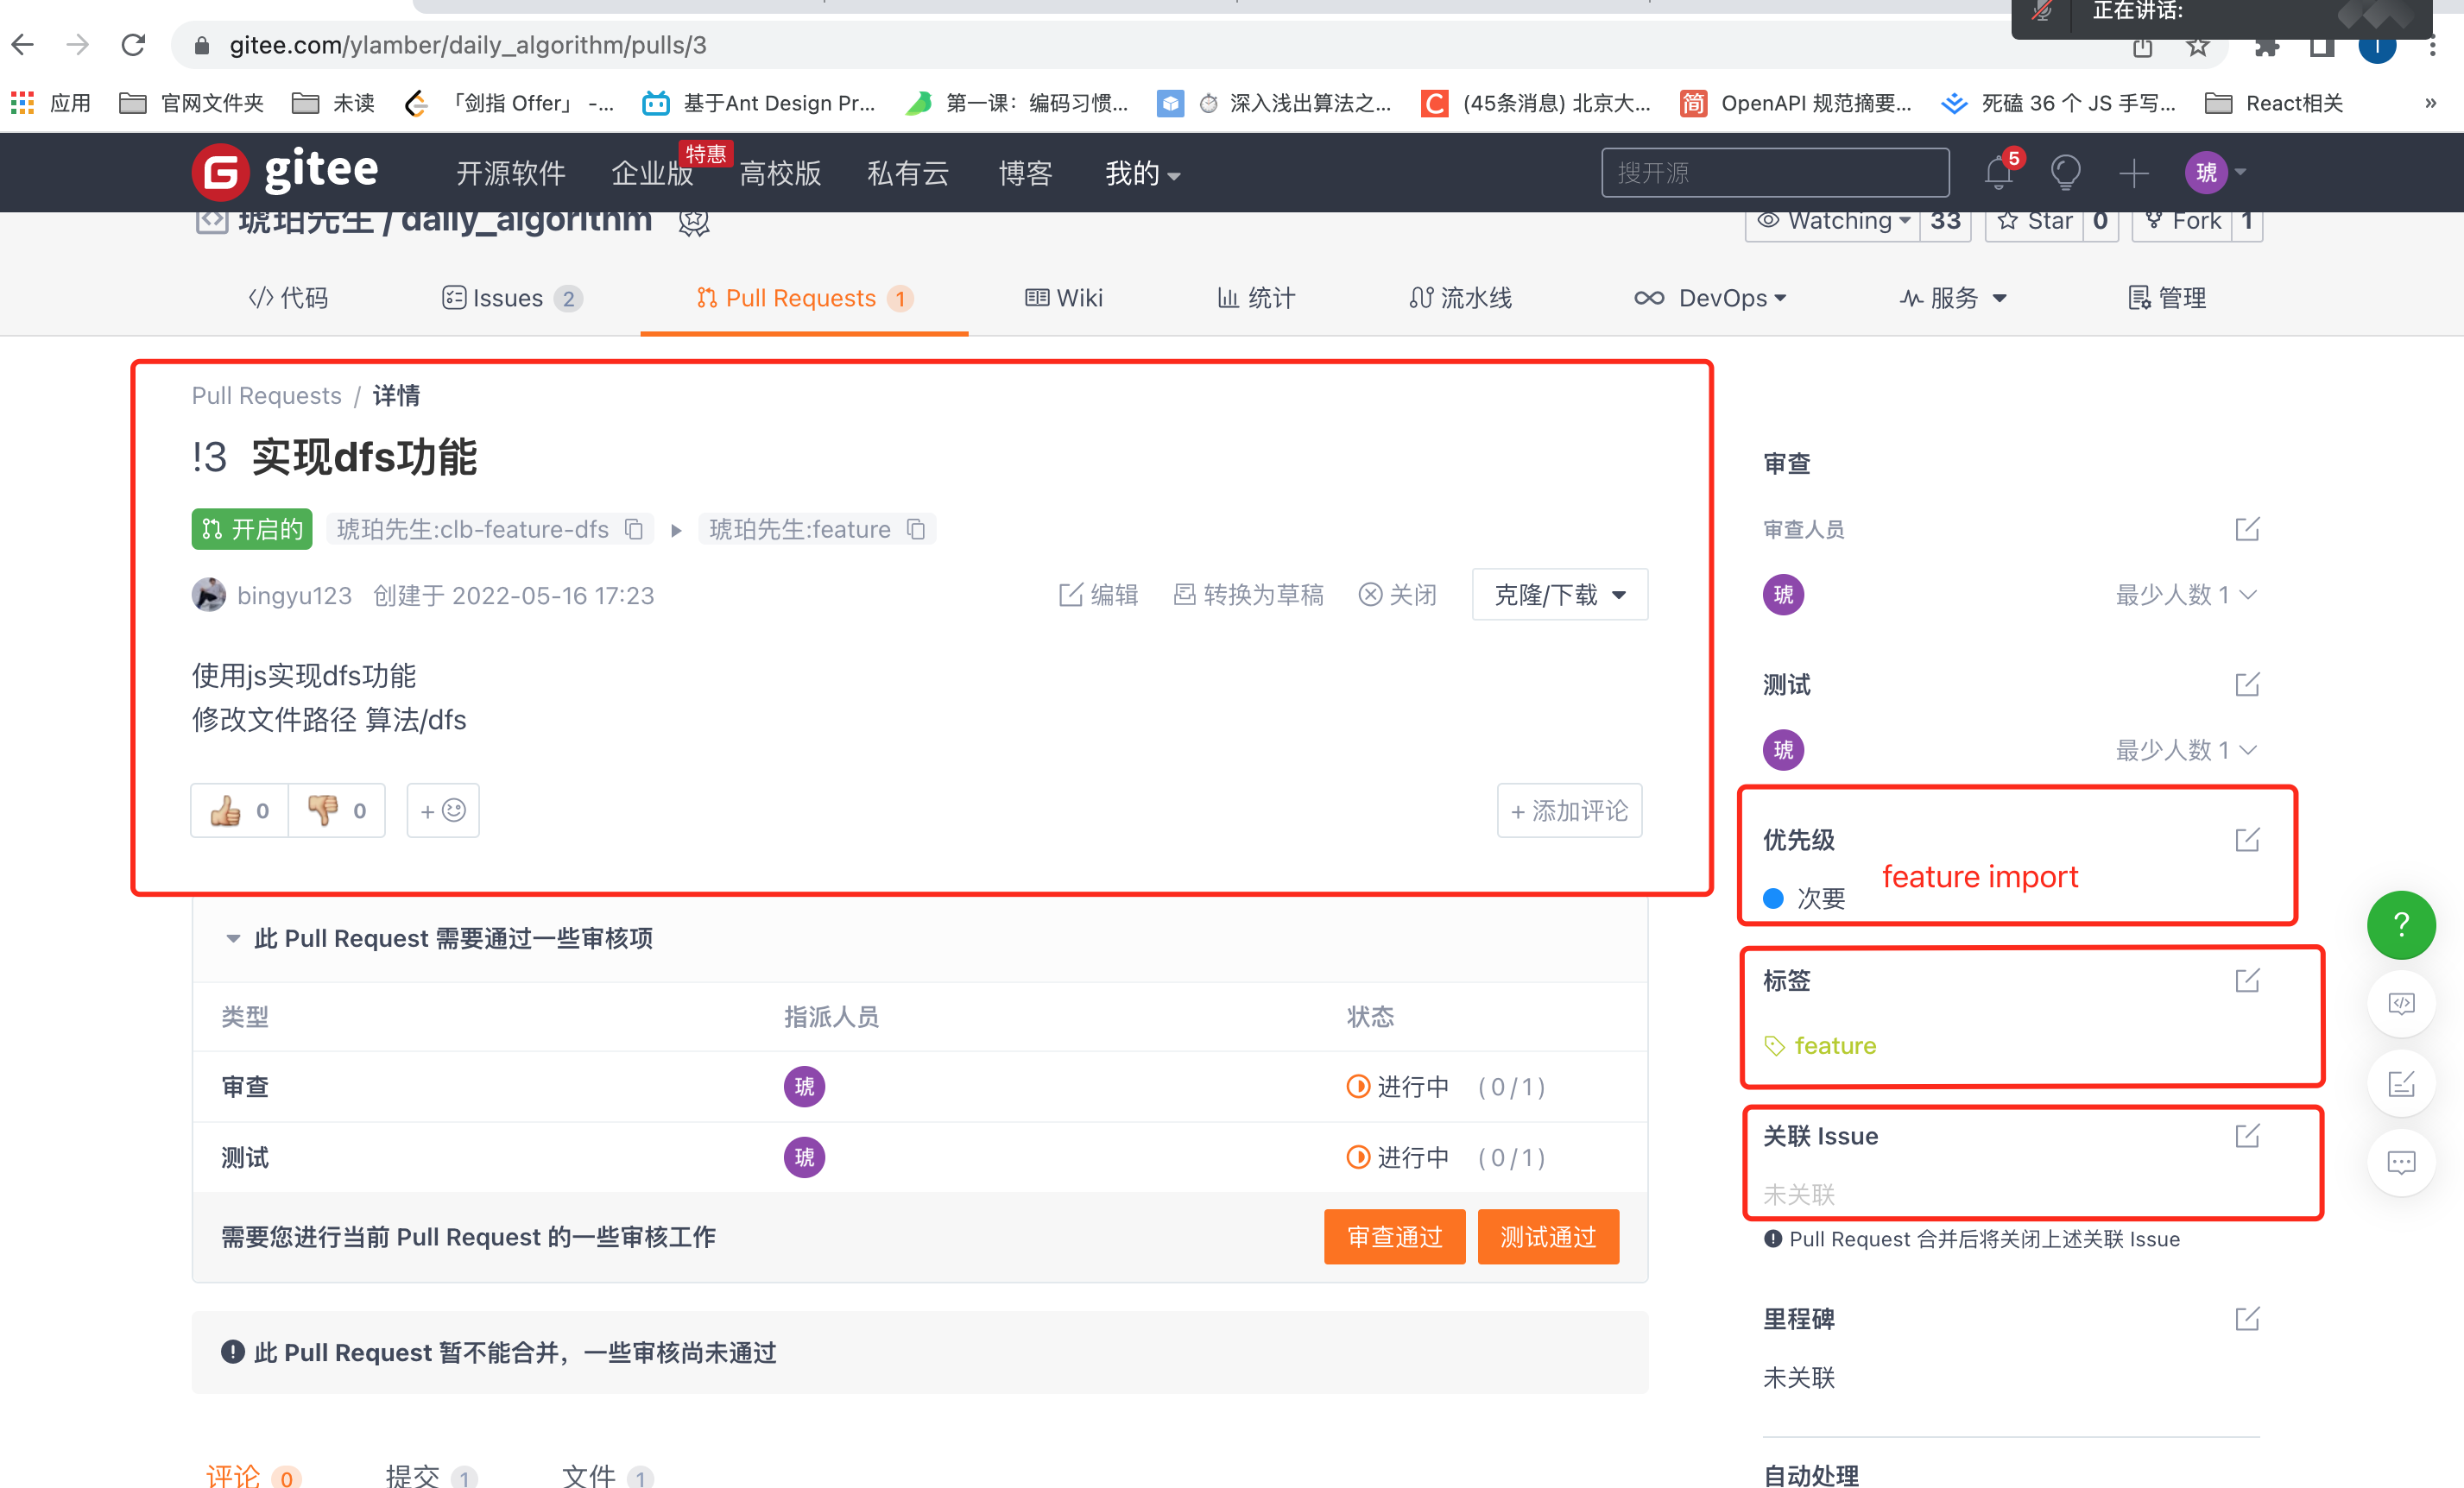 正在讲话:
gitee.com/ylamber/daily_algorithm/pulls/3
应用 官网文件夹 未读 「剑指 Offer」 -... 基于Ant Design Pr... 第一课：编码习惯... 深入浅出算法之... (45条消息) 北京大... 简 OpenAPI 规范摘要... 死磕 36 个 JS 手写... React相关 »
gitee 开源软件 企业版 特惠 高校版 私有云 博客 我的 搜开源 5 琥
琥珀先生 / daily_algorithm Watching 33 Star 0 Fork 1
代码 Issues 2 Pull Requests 1 Wiki 统计 流水线 DevOps 服务 管理
Pull Requests / 详情
!3 实现dfs功能
开启的 琥珀先生:clb-feature-dfs 琥珀先生:feature
bingyu123 创建于 2022-05-16 17:23 编辑 转换为草稿 关闭 克隆/下载
使用js实现dfs功能
修改文件路径 算法/dfs
0 0 + + 添加评论
此 Pull Request 需要通过一些审核项
类型 指派人员 状态
审查 琥 进行中 (0/1)
测试 琥 进行中 (0/1)
需要您进行当前 Pull Request 的一些审核工作 审查通过 测试通过
此 Pull Request 暂不能合并，一些审核尚未通过
评论 0 提交 1 文件 1
审查
审查人员
琥 最少人数 1
测试
琥 最少人数 1
优先级
feature import
次要
标签
feature
关联 Issue
未关联
Pull Request 合并后将关闭上述关联 Issue
里程碑
未关联
自动处理
?